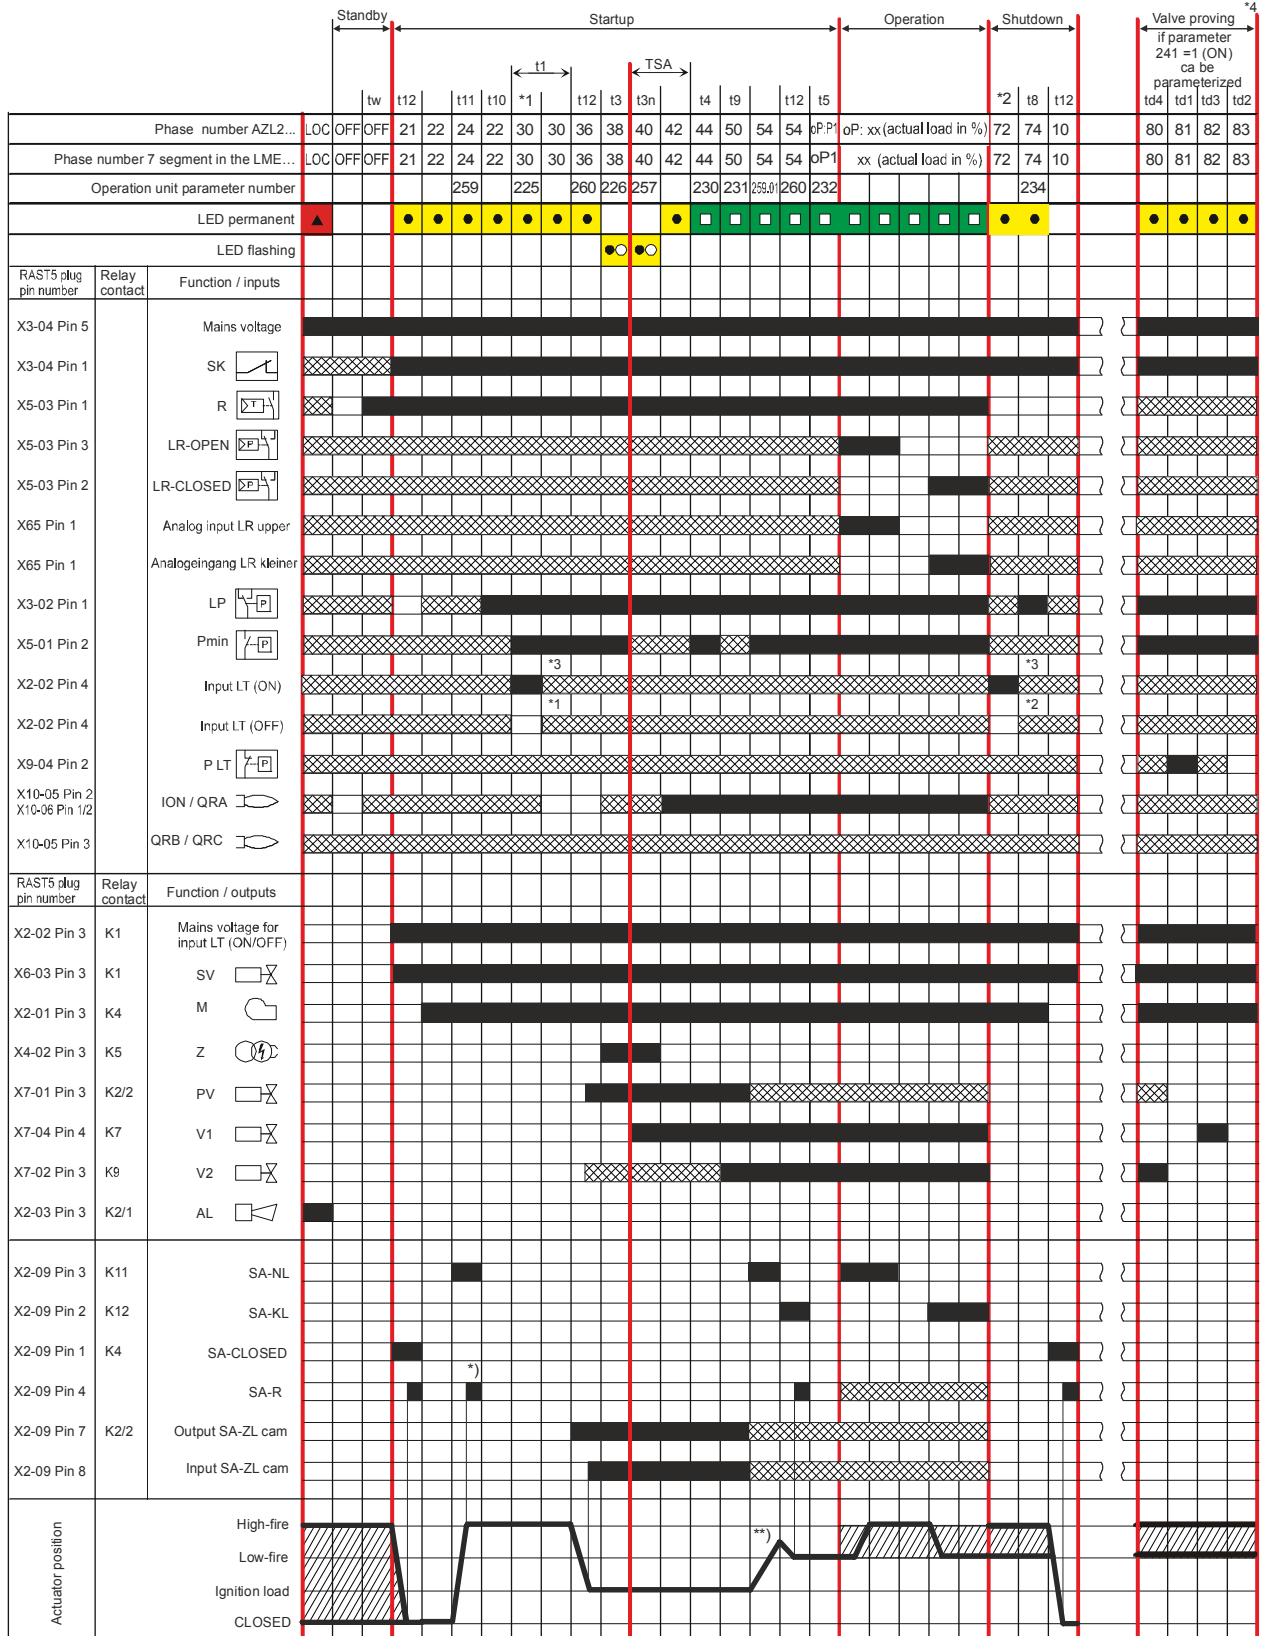 *4
Standby Startup Operation Shutdown Valve proving
if parameter
241 =1 (ON)
ca be
parameterized
t1 TSA
tw t12 t11 t10 *1 t12 t3 t3n t4 t9 t12 t5 *2 t8 t12 td4 td1 td3 td2
Phase number AZL2... LOC OFF OFF 21 22 24 22 30 30 36 38 40 42 44 50 54 54 oP:P1 oP: xx (actual load in %) 72 74 10 80 81 82 83
Phase number 7 segment in the LME... LOC OFF OFF 21 22 24 22 30 30 36 38 40 42 44 50 54 54 oP1 xx (actual load in %) 72 74 10 80 81 82 83
Operation unit parameter number 259 225 260 226 257 230 231 259.01 260 232 234
LED permanent
LED flashing
RAST5 plug Relay
pin number contact Function / inputs
X3-04 Pin 5 Mains voltage
X3-04 Pin 1 SK
X5-03 Pin 1 R T
X5-03 Pin 3 LR-OPEN P
X5-03 Pin 2 LR-CLOSED P
X65 Pin 1 Analog input LR upper
X65 Pin 1 Analogeingang LR kleiner
X3-02 Pin 1 LP P
X5-01 Pin 2 Pmin P
*3 *3
X2-02 Pin 4 Input LT (ON)
*1 *2
X2-02 Pin 4 Input LT (OFF)
X9-04 Pin 2 P LT P
X10-05 Pin 2
X10-06 Pin 1/2 ION / QRA
X10-05 Pin 3 QRB / QRC
RAST5 plug Relay
pin number contact Function / outputs
X2-02 Pin 3 K1 Mains voltage for
input LT (ON/OFF)
X6-03 Pin 3 K1 SV
X2-01 Pin 3 K4 M
X4-02 Pin 3 K5 Z
X7-01 Pin 3 K2/2 PV
X7-04 Pin 4 K7 V1
X7-02 Pin 3 K9 V2
X2-03 Pin 3 K2/1 AL
X2-09 Pin 3 K11 SA-NL
X2-09 Pin 2 K12 SA-KL
X2-09 Pin 1 K4 SA-CLOSED
*)
X2-09 Pin 4 SA-R
X2-09 Pin 7 K2/2 Output SA-ZL cam
X2-09 Pin 8 Input SA-ZL cam
Actuator position
High-fire
**)
Low-fire
Ignition load
CLOSED